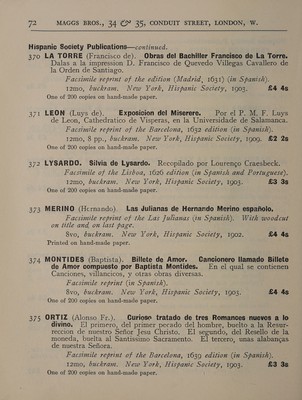 72 MAGGS BROS., 34 & 35, CONDUIT STREET, LONDON, W.
Hispanic Society Publications—continued.
370 LA TORRE (Francisco de). Obras del Bachiller Francisco de La Torre.
Dalas a la impression D. Francisco de Quevedo Villegas Cavallero de
la Orden de Santiago.
Facsimile reprint of the edition (Madrid, 1631) (in Spanish).
12mo, buckram. New York, Hispanic Society, 1903. £4 4s
One of 200 copies on hand-made paper.
371 LEON (Luys de). Exposicion del Miserere. Por el P. M. F. Luys
de Leon, Cathedratico de Visperas, en la Universidade de Salamanca.
Facsimile reprint of the Barcelona, 1632 edition (in Spanish).
12mo, 8 pp., buckram. New York, Hispanic Society, 1909. £2 2s
One of 200 copies on hand-made paper.
372 LYSARDO. Silvia de Lysardo. Recopilado por Lourenço Craesbeck.
Facsimile of the Lisboa, 1626 edition (in Spanish and Portuguese).
12mo, buckram. New York, Hispanic Society, 1903. £3 3s
One of 200 copies on hand-made paper.
373 MERINO (Hernando). Las Julianas de Hernando Merino español.
Facsimile reprint of the Las Julianas (in Spanish). With woodcut
on title and on last page.
8vo, buckram. New York, Hispanic Society, 1902. £4 4s
Printed on hand-made paper.
374 MONTIDES (Baptista). Billete de Amor. Cancionero llamado Billete
de Amor compuesto por Baptista Montides. En el qual se contienen
Canciones, villancicos, y otras obras diversas.
Facsimile reprint (in Spanish).
8vo, buckram. New York, Hispanic Society, 1903. £4 4s
One of 200 copies on hand-made paper.
375 ORTIZ (Alonso Fr.). Curioso tratado de tres Romances nuevos a lo
divino. El primero, del primer pecado del hombre, buelto a la Resur-
reccion de nuestro Señor Jesu Christo. El segundo, del Resello de la
moneda, buelta al Santissimo Sacramento. El tercero, unas alabanças
de nuestra Señora.
Facsimile reprint of the Barcelona, 1659 edition (in Spanish).
12mo, buckram. New York, Hispanic Society, 1903. £3 3s
One of 200 copies on hand-made paper.